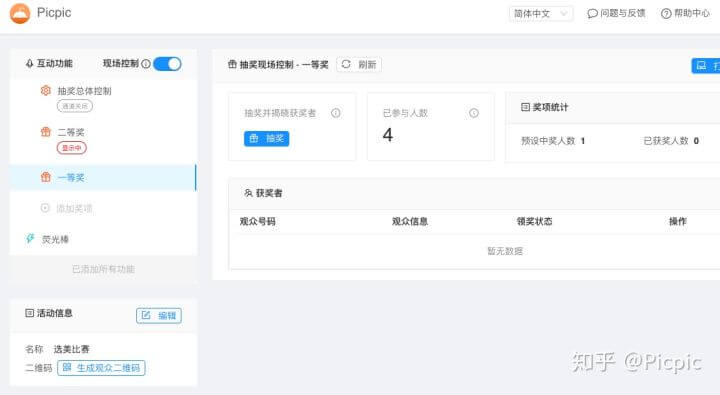 Picpic
简体中文
问题与反馈
帮助中心
互动功能
现场控制
抽奖总体控制
通道关闭
二等奖
显示中
一等奖
添加奖项
荧光棒
已添加所有功能
活动信息
编辑
名称 选美比赛
二维码 生成观众二维码
抽奖现场控制 - 一等奖
刷新
打
抽奖并揭晓获奖者
抽奖
已参与人数
4
奖项统计
预设中奖人数 1
已获奖人数 0
获奖者
观众号码 观众信息 领奖状态 操作
暂无数据
知乎 @Picpic